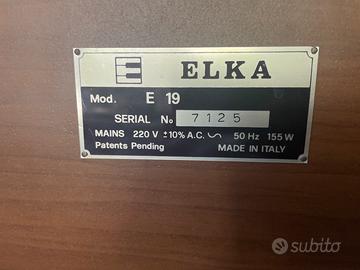 ELKA
Mod. E 19
SERIAL No 7125
MAINS 220 V ±10% A.C. ~ 50 Hz 155 W
Patents Pending MADE IN ITALY
subito